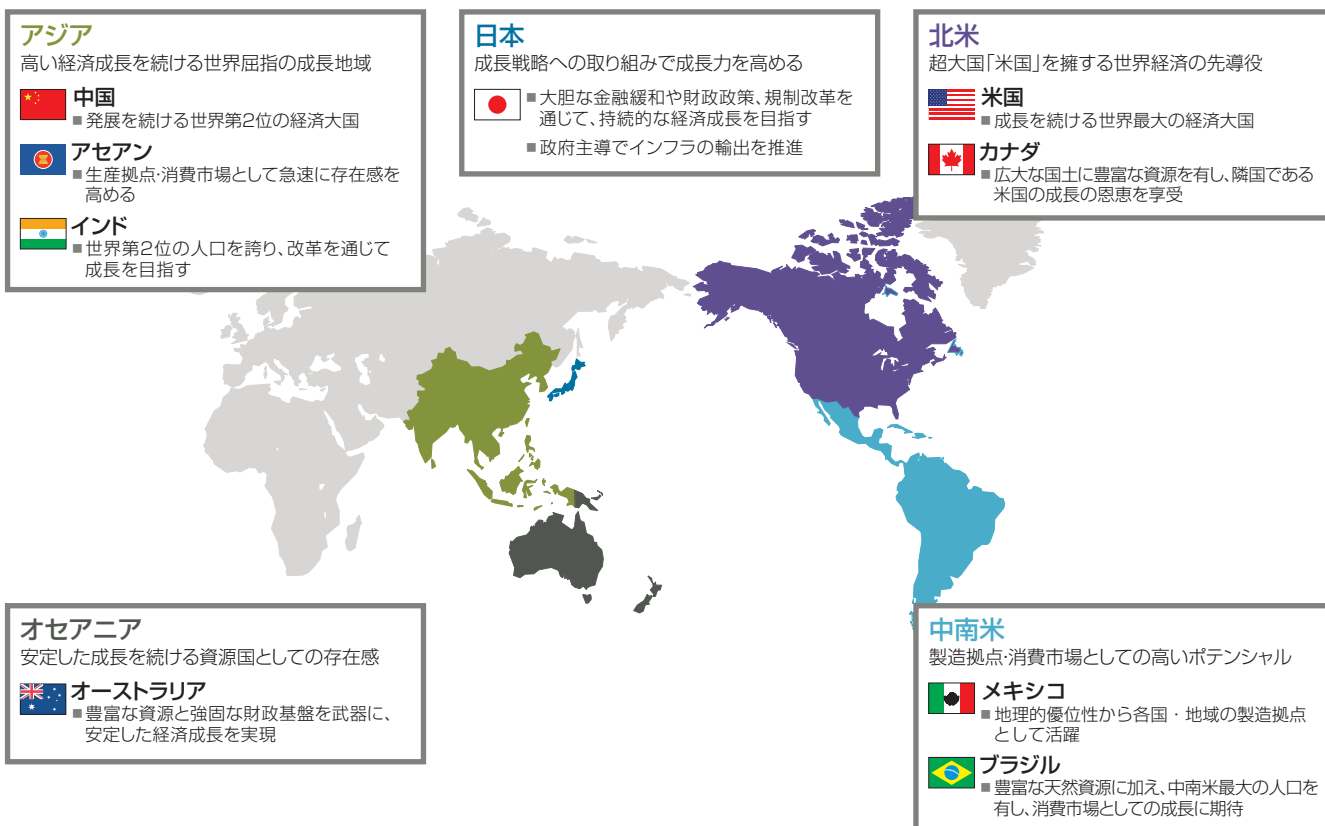 アジア
高い経済成長を続ける世界屈指の成長地域
中国
■発展を続ける世界第2位の経済大国
アセアン
■生産拠点・消費市場として急速に存在感を
高める
インド
■世界第2位の人口を誇り、改革を通じて
成長を目指す
日本
成長戦略への取り組みで成長力を高める
■大胆な金融緩和や財政政策、規制改革を
通じて、持続的な経済成長を目指す
■政府主導でインフラの輸出を推進
北米
超大国「米国」を擁する世界経済の先導役
米国
■成長を続ける世界最大の経済大国
カナダ
■広大な国土に豊富な資源を有し、隣国である
米国の成長の恩恵を享受
オセアニア
安定した成長を続ける資源国としての存在感
オーストラリア
■豊富な資源と強固な財政基盤を武器に、
安定した経済成長を実現
中南米
製造拠点・消費市場としての高いポテンシャル
メキシコ
■地理的優位性から各国・地域の製造拠点
として活躍
ブラジル
■豊富な天然資源に加え、中南米最大の人口を
有し、消費市場としての成長に期待